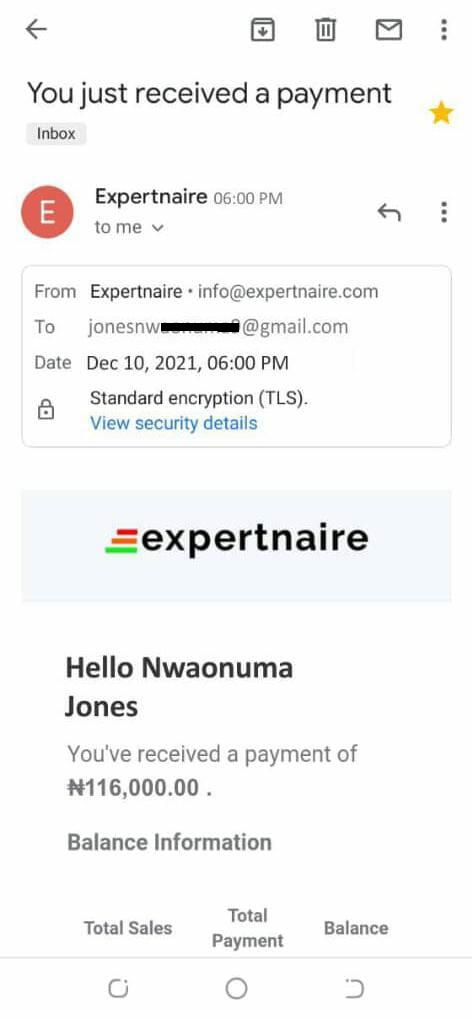 You just received a payment
Inbox
E
Expertnaire 06:00 PM
to me
From Expertnaire • info@expertnaire.com
To jonesnw @gmail.com
Date Dec 10, 2021, 06:00 PM
Standard encryption (TLS).
View security details
expertnaire
Hello Nwaonuma
Jones
You've received a payment of
₦116,000.00 .
Balance Information
Total Sales Total Payment Balance